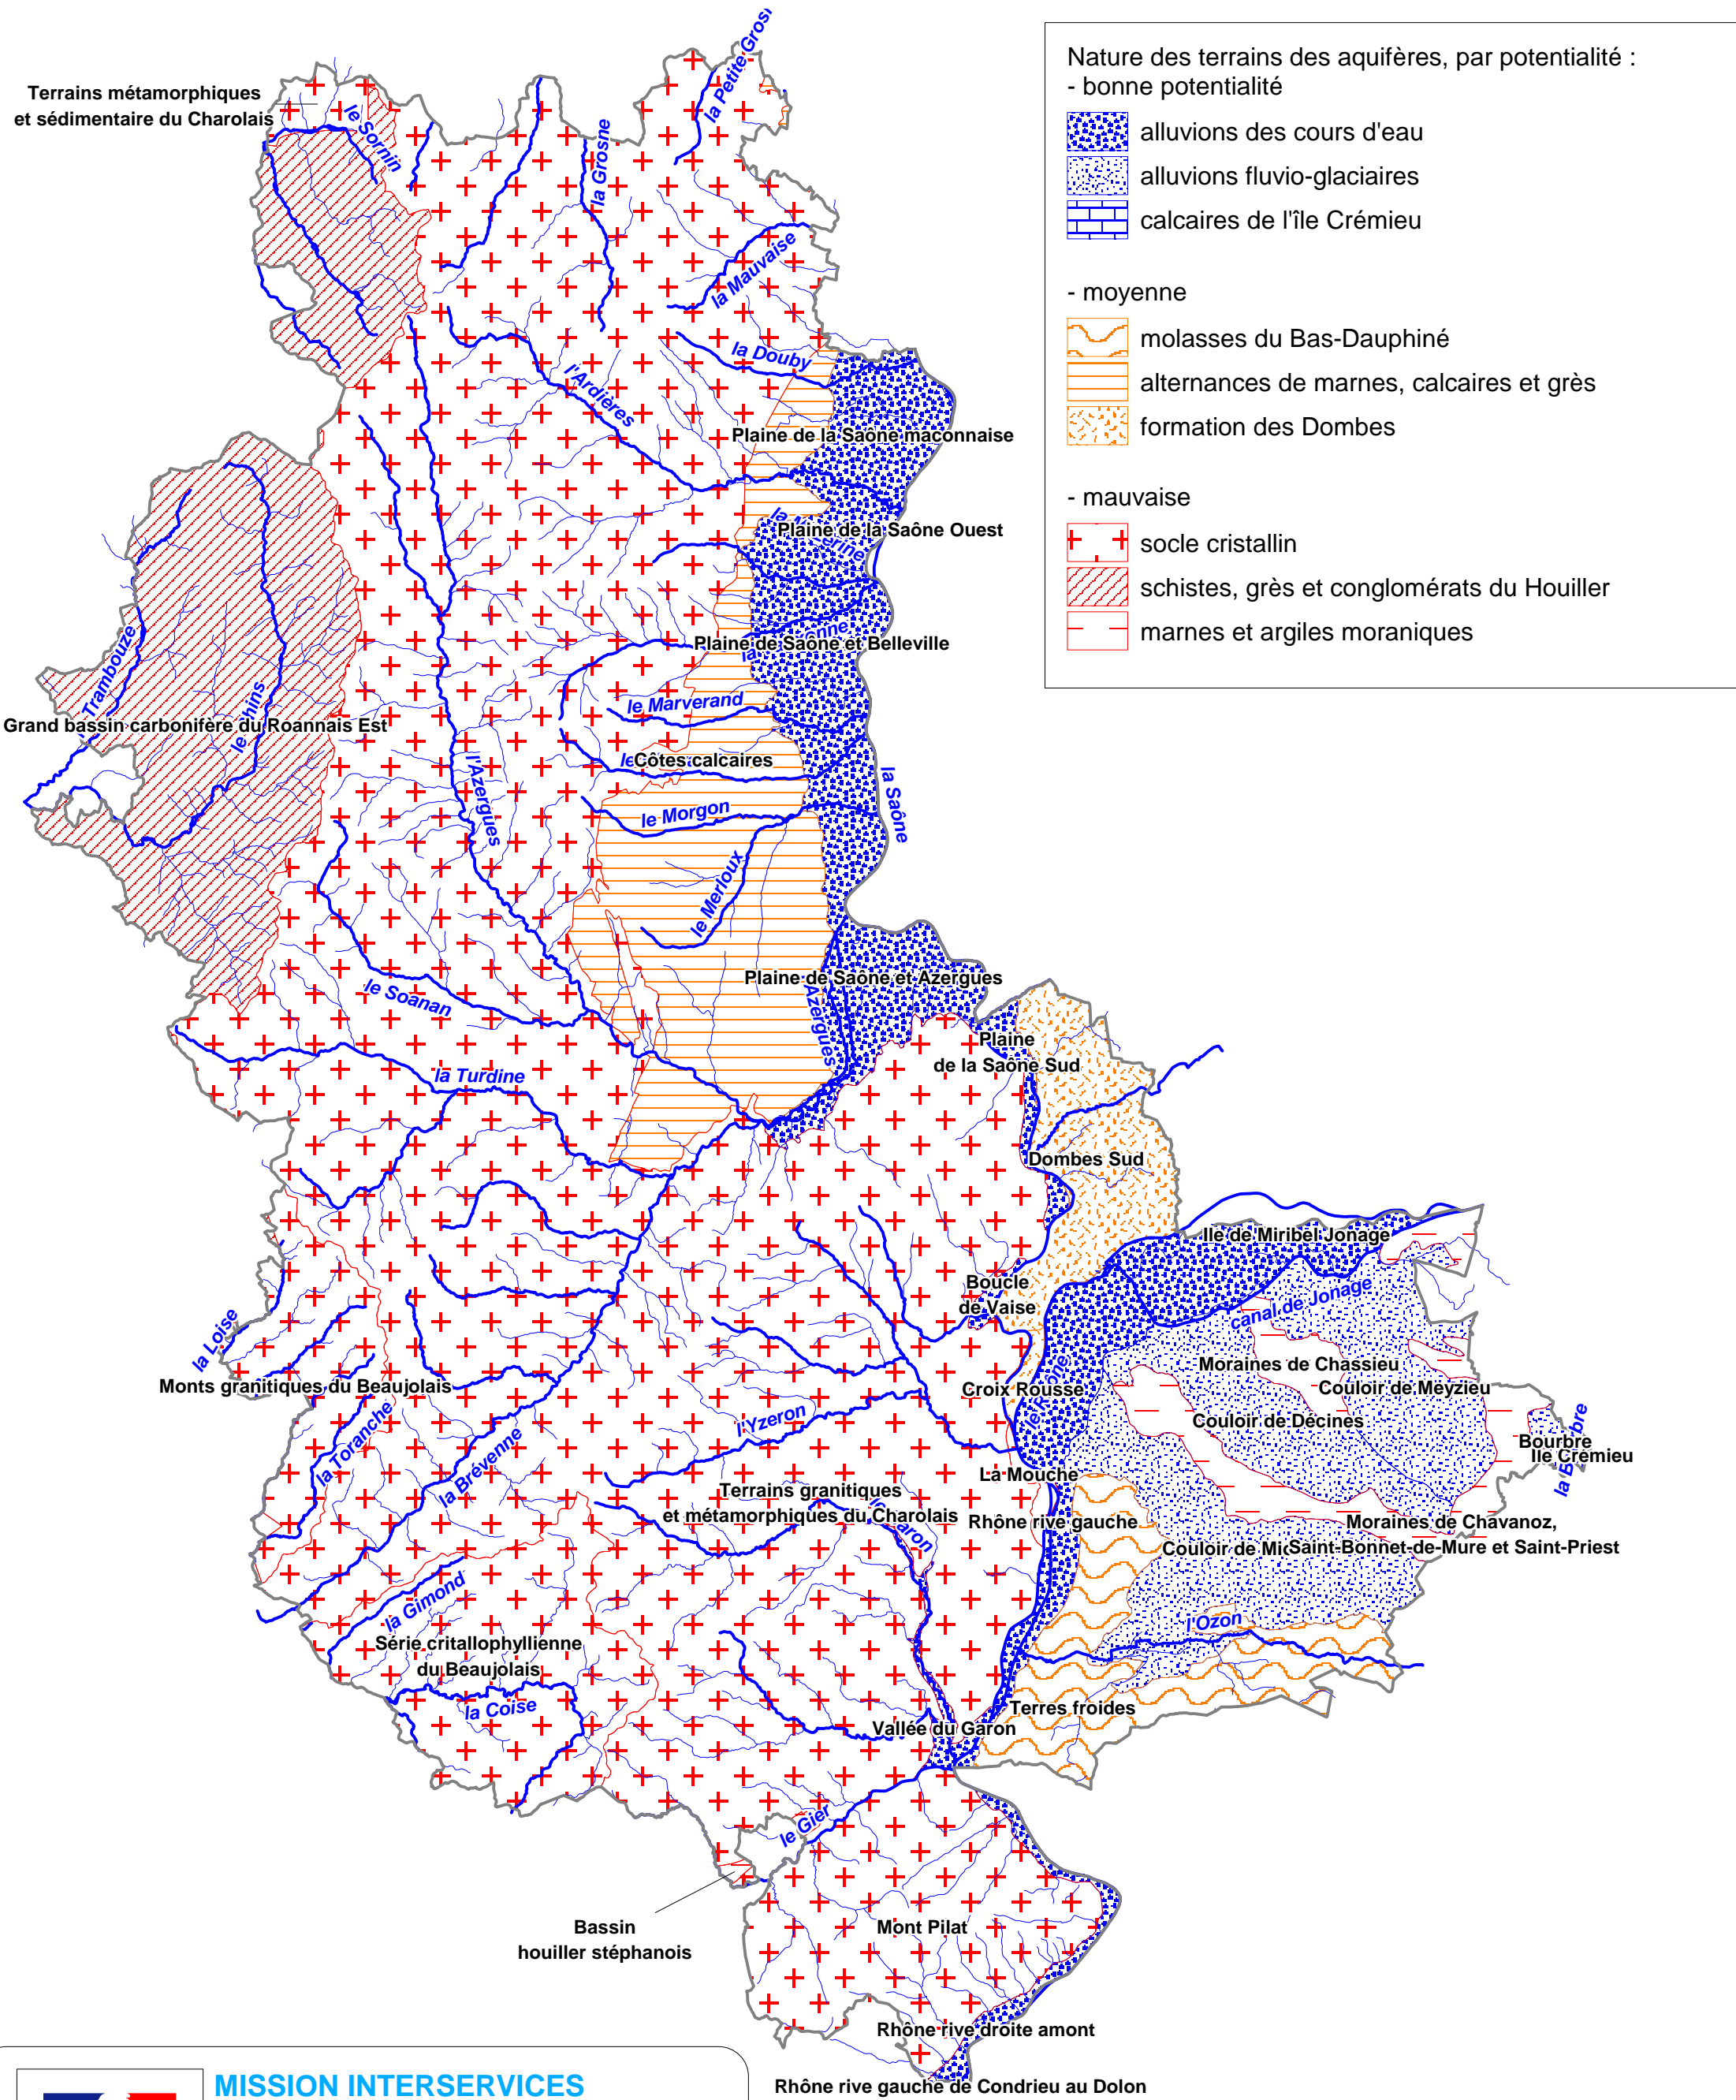 Nature des terrains des aquifères, par potentialité :
- bonne potentialité
alluvions des cours d'eau
alluvions fluvio-glaciaires
calcaires de l'île Crémieu
- moyenne
molasses du Bas-Dauphiné
alternances de marnes, calcaires et grès
formation des Dombes
- mauvaise
socle cristallin
schistes, grès et conglomérats du Houiller
marnes et argiles moraniques
Terrains métamorphiques
et sédimentaire du Charolais
le Sornin
la Petite
la Grosne
la Mauvaise
la Douby
l'Ardières
Plaine de la Saône maconnaise
Plaine de la Saône Ouest
Plaine de Saône et Belleville
Trambouze
Grand bassin carbonifère du Roannais Est
le Marverand
Côtes calcaires
l'Azergues
la Saône
le Morgon
le Merloux
Plaine de Saône et Azergues
Azergues
le Soanan
Plaine
de la Saône Sud
la Turdine
Dombes Sud
Ile de Miribel Jonage
Boucle
de Vaise
canal de Jonage
la Loise
Moraines de Chassieu
Monts granitiques du Beaujolais
Croix Rousse
Couloir de Meyzieu
la Toranche
l'Yzeron
Couloir de Décines
la Brévenne
Bourbre
Ile Crémieu
La Mouche
Terrains granitiques
et métamorphiques du Charolais
Rhône rive gauche
Moraines de Chavanoz,
Couloir de
Saint-Bonnet-de-Mure et Saint-Priest
la Gimond
l'Ozon
Série critallophyllienne
du Beaujolais
la Coise
Terres froides
Vallée du Garon
le Gier
Bassin
houiller stéphanois
Mont Pilat
Rhône rive droite amont
Rhône rive gauche de Condrieu au Dolon
MISSION INTERSERVICES